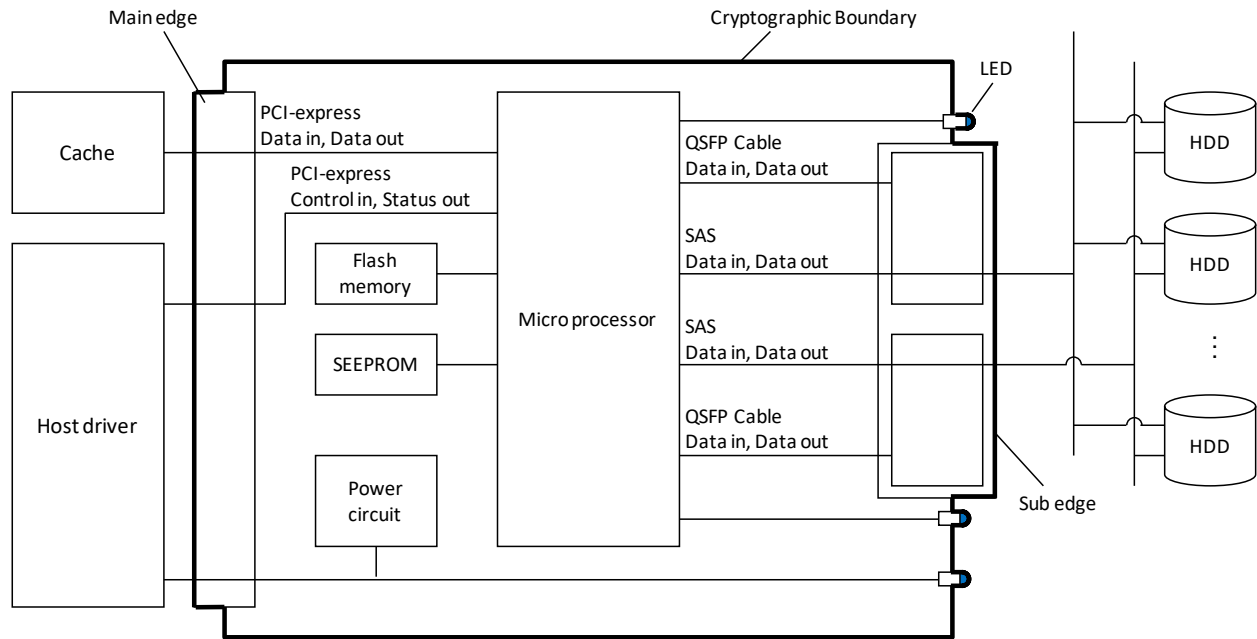 Main edge
Cryptographic Boundary
LED
Cache
PCI-express
Data in, Data out
PCI-express
Control in, Status out
Host driver
Flash
memory
SEEPROM
Power
circuit
Micro processor
QSFP Cable
Data in, Data out
SAS
Data in, Data out
SAS
Data in, Data out
QSFP Cable
Data in, Data out
Sub edge
HDD
HDD
⋮
HDD